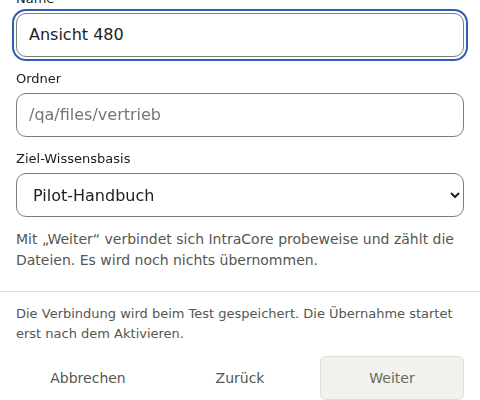 Name
Ansicht 480
Ordner
/qa/files/vertrieb
Ziel-Wissensbasis
Pilot-Handbuch
Mit „Weiter“ verbindet sich IntraCore probeweise und zählt die
Dateien. Es wird noch nichts übernommen.
Die Verbindung wird beim Test gespeichert. Die Übernahme startet
erst nach dem Aktivieren.
Abbrechen Zurück Weiter